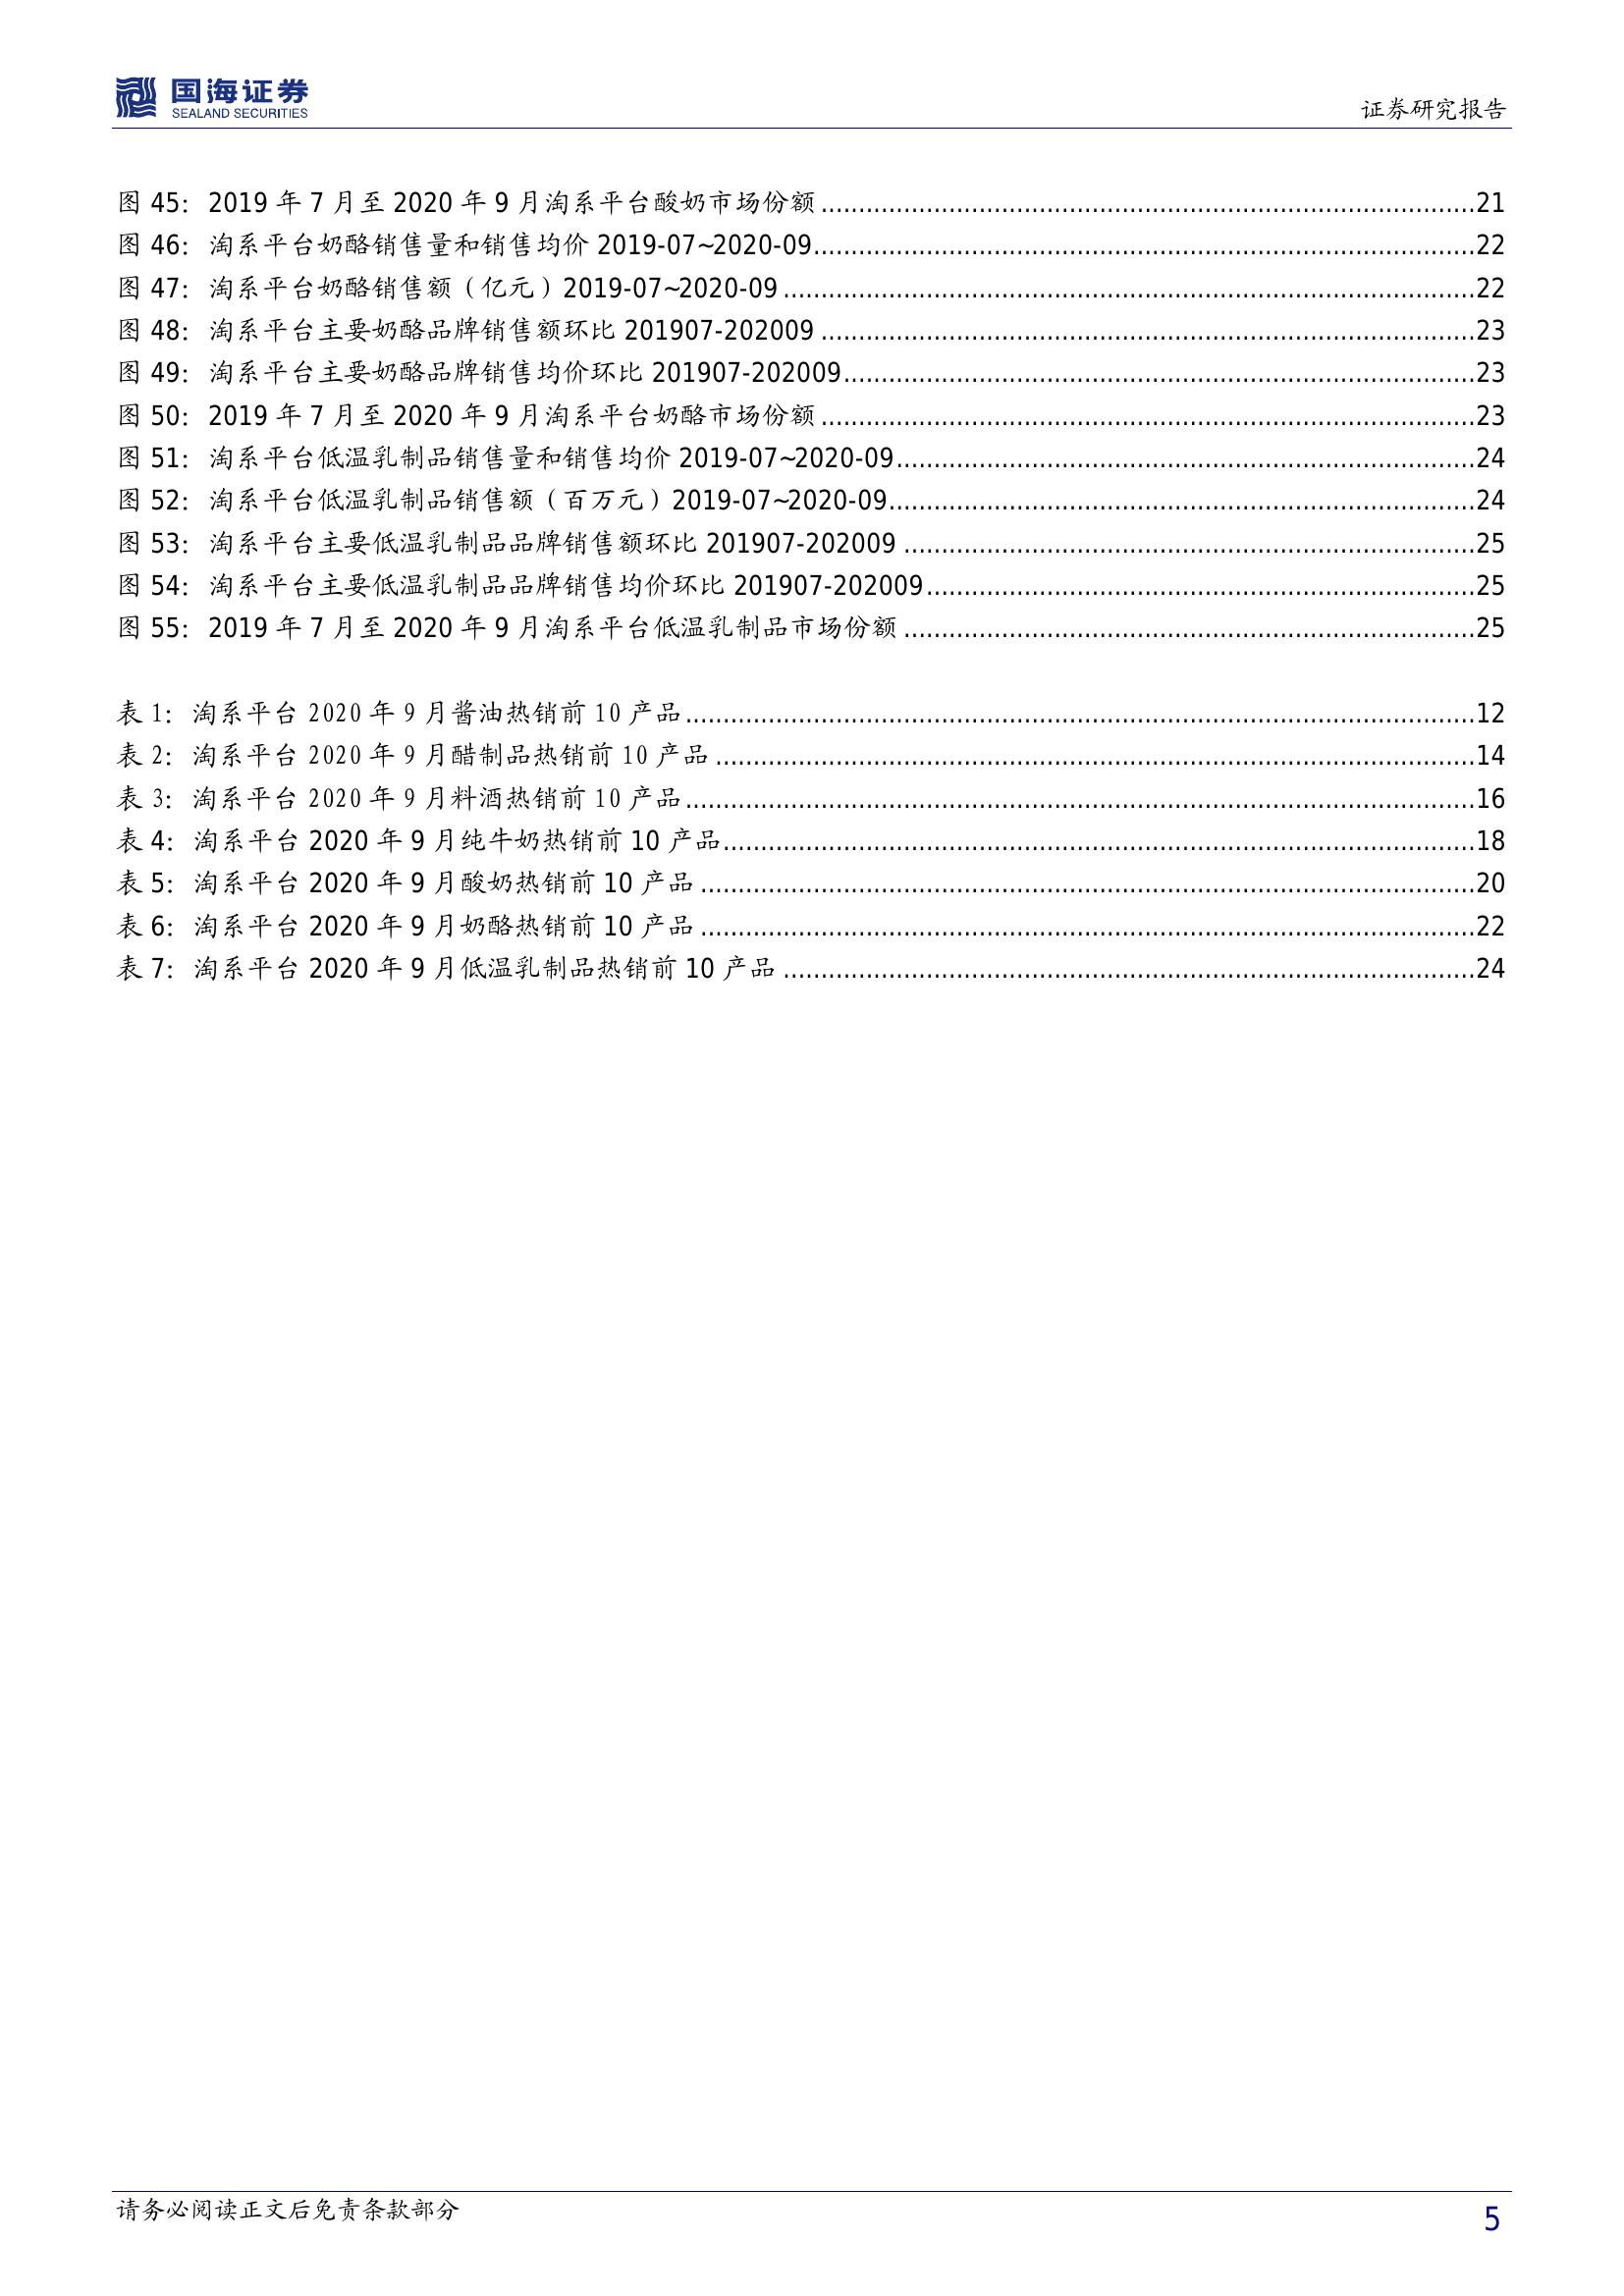 国海证券
SEALAND SECURITIES
证券研究报告
图 45：2019 年 7 月至 2020 年 9 月淘系平台酸奶市场份额......21
图 46：淘系平台奶酪销售量和销售均价 2019-07~2020-09......22
图 47：淘系平台奶酪销售额（亿元）2019-07~2020-09......22
图 48：淘系平台主要奶酪品牌销售额环比 201907-202009......23
图 49：淘系平台主要奶酪品牌销售均价环比 201907-202009......23
图 50：2019 年 7 月至 2020 年 9 月淘系平台奶酪市场份额......23
图 51：淘系平台低温乳制品销售量和销售均价 2019-07~2020-09......24
图 52：淘系平台低温乳制品销售额（百万元）2019-07~2020-09......24
图 53：淘系平台主要低温乳制品品牌销售额环比 201907-202009......25
图 54：淘系平台主要低温乳制品品牌销售均价环比 201907-202009......25
图 55：2019 年 7 月至 2020 年 9 月淘系平台低温乳制品市场份额......25
表 1：淘系平台 2020 年 9 月酱油热销前 10 产品......12
表 2：淘系平台 2020 年 9 月醋制品热销前 10 产品......14
表 3：淘系平台 2020 年 9 月料酒热销前 10 产品......16
表 4：淘系平台 2020 年 9 月纯牛奶热销前 10 产品......18
表 5：淘系平台 2020 年 9 月酸奶热销前 10 产品......20
表 6：淘系平台 2020 年 9 月奶酪热销前 10 产品......22
表 7：淘系平台 2020 年 9 月低温乳制品热销前 10 产品......24
请务必阅读正文后免责条款部分
5